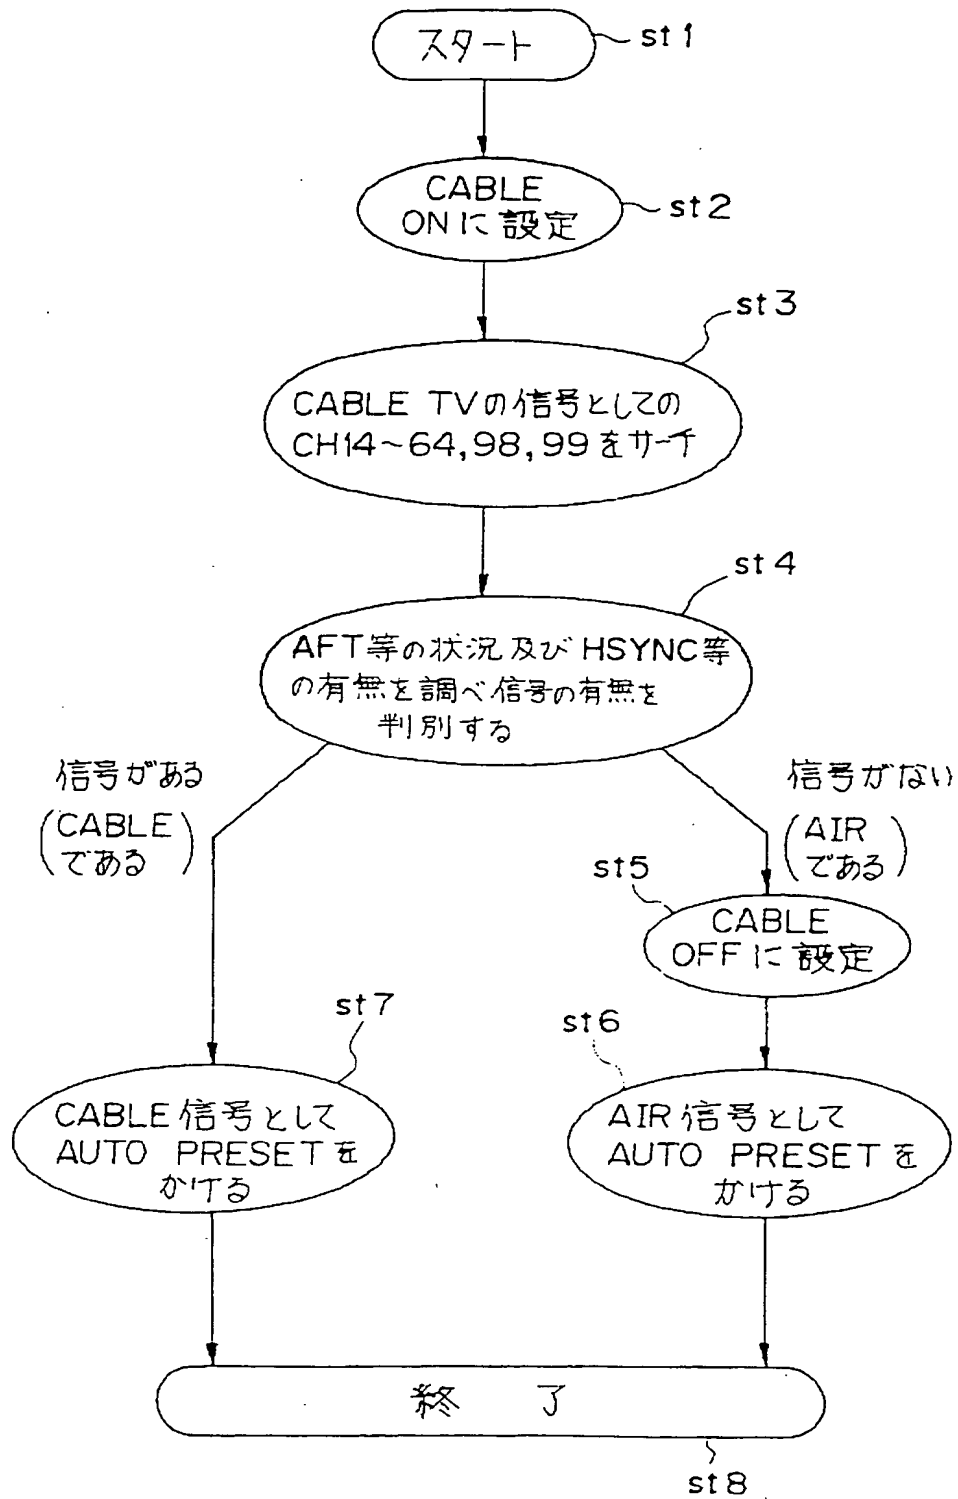 スタート
st1
CABLE
ONに設定
st2
st3
CABLE TVの信号としての
CH14~64,98,99をサーチ
st4
AFT等の状況及びHSYNC等
の有無を調べ信号の有無を
判別する
信号がある
(CABLE
である)
信号がない
(AIR
である)
st5
CABLE
OFFに設定
st7
CABLE信号として
AUTO PRESETを
かける
st6
AIR信号として
AUTO PRESETを
かける
終 了
st8